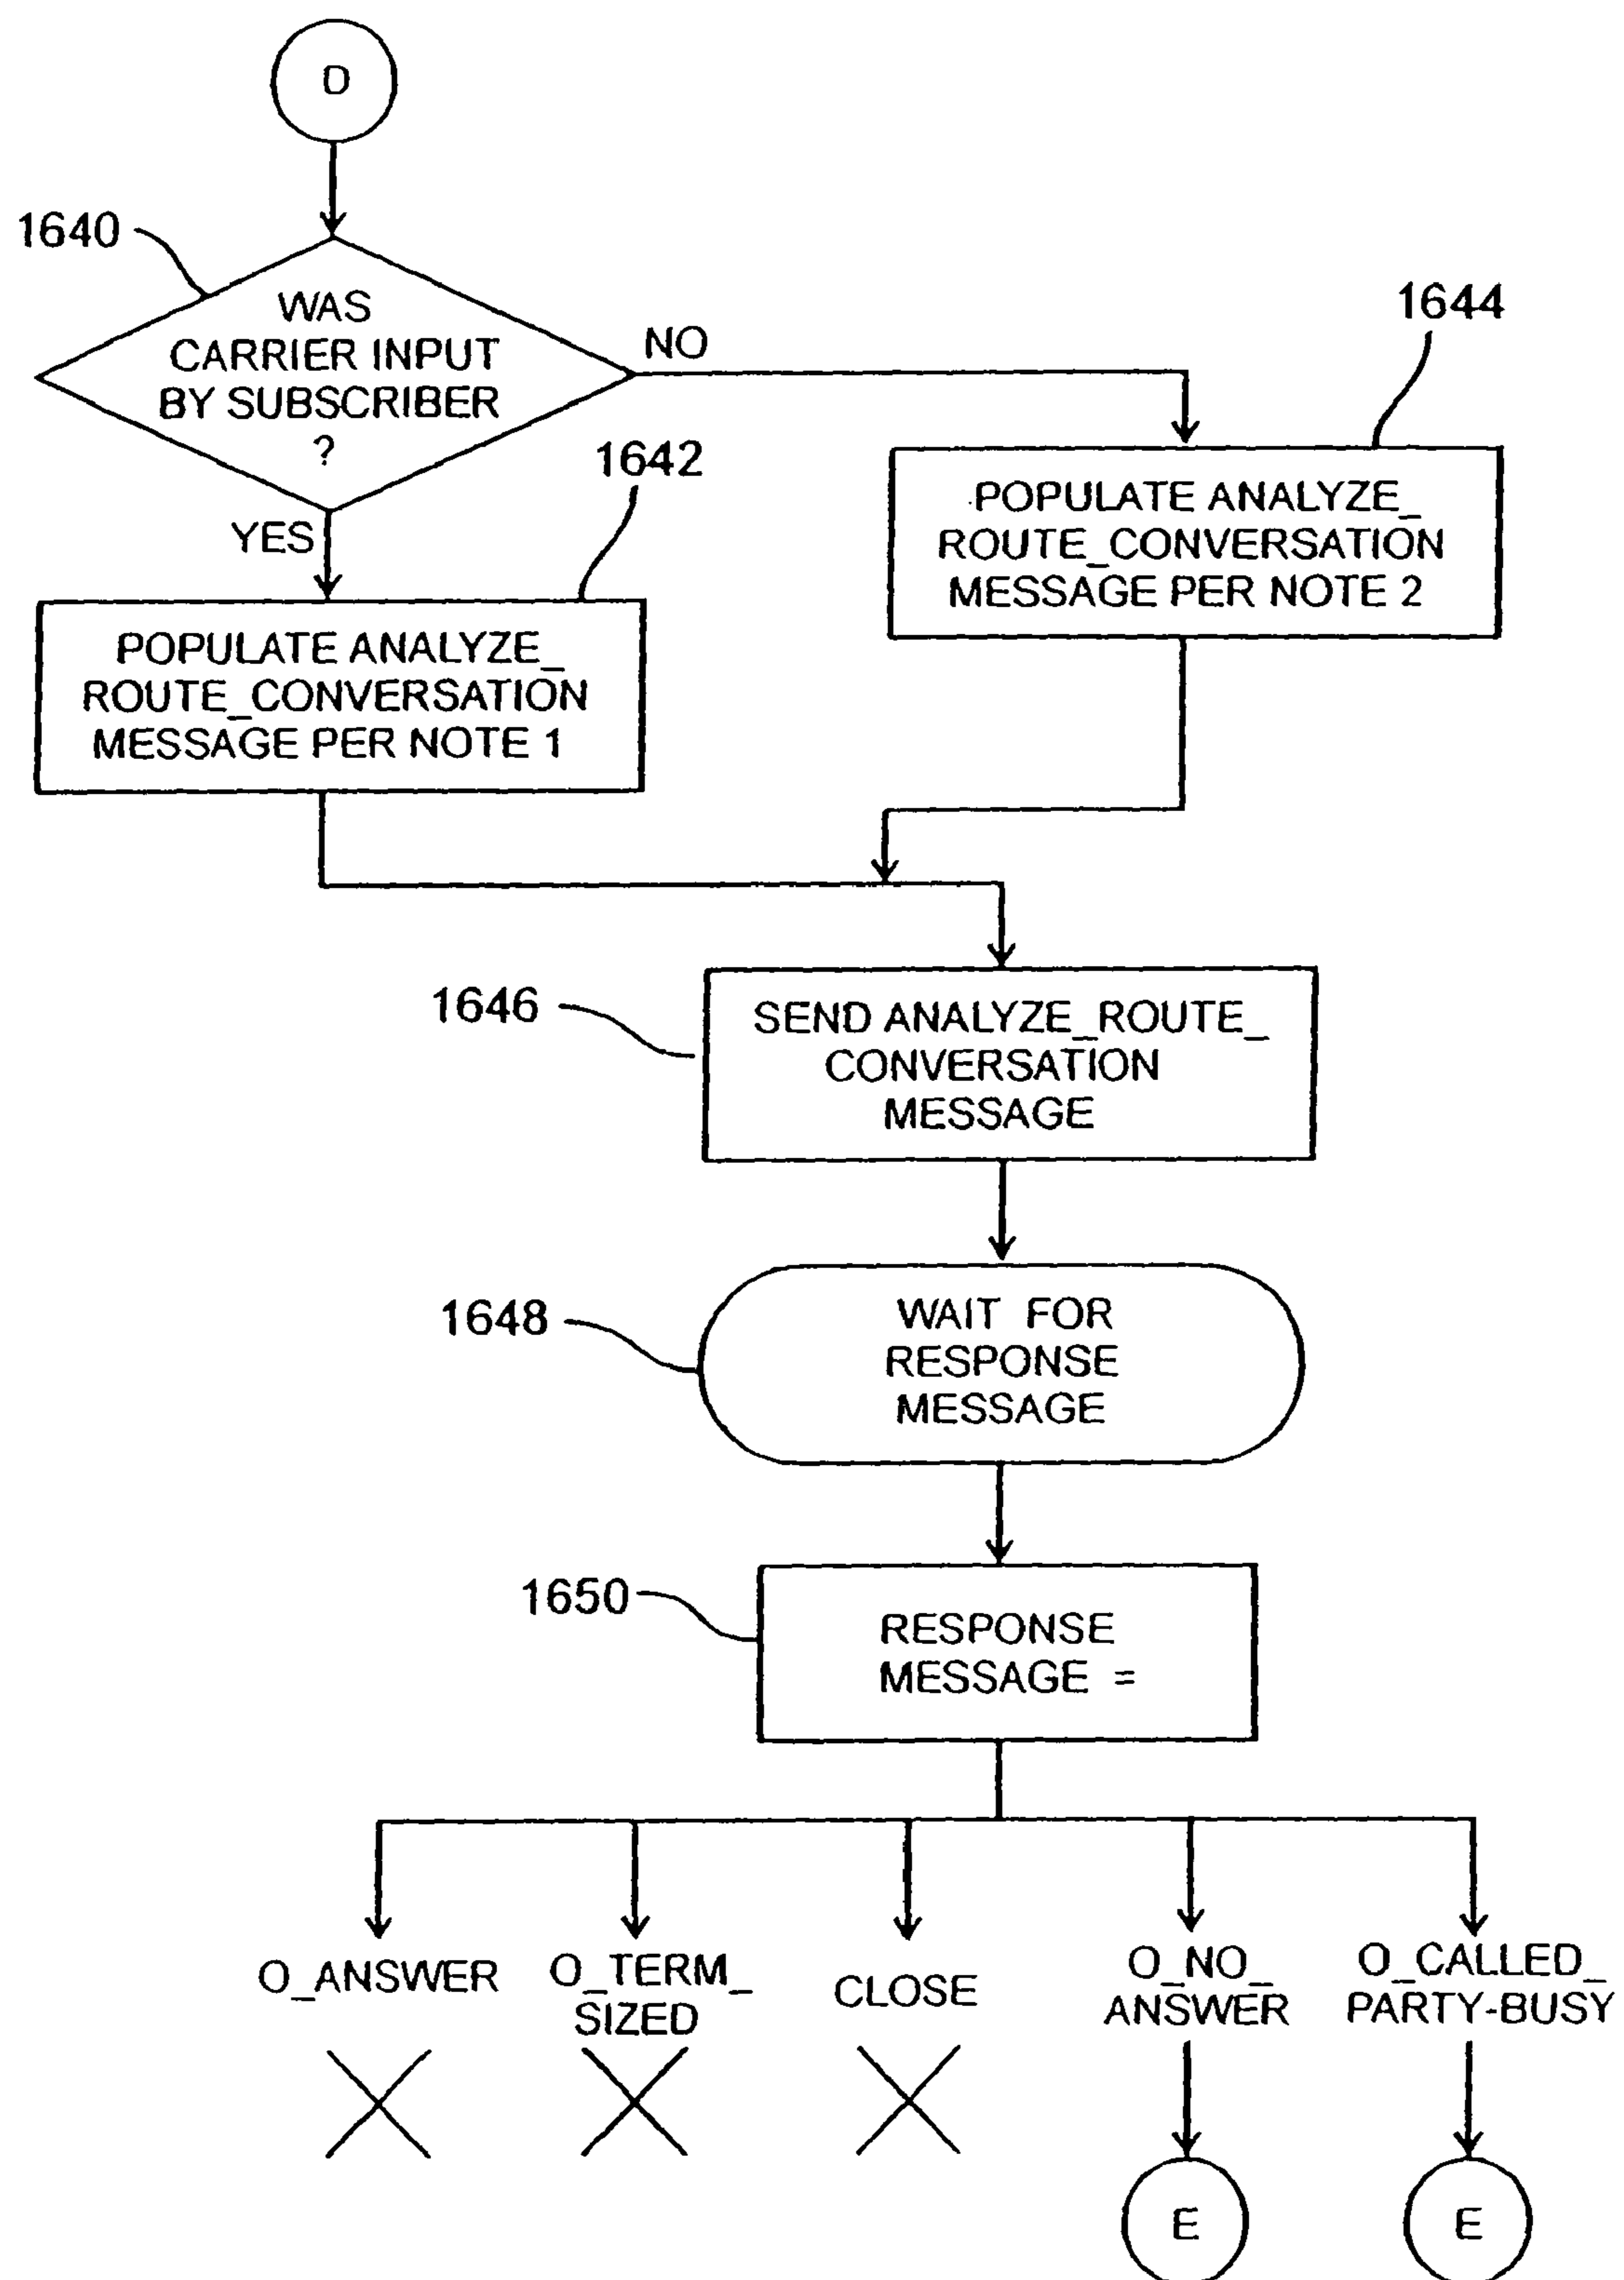 O
1640
WAS
CARRIER INPUT
BY SUBSCRIBER
?
NO
YES
1642
1644
POPULATE ANALYZE_
ROUTE_CONVERSATION
MESSAGE PER NOTE 2
POPULATE ANALYZE_
ROUTE_CONVERSATION
MESSAGE PER NOTE 1
1646
SEND ANALYZE_ROUTE_
CONVERSATION
MESSAGE
1648
WAIT FOR
RESPONSE
MESSAGE
1650
RESPONSE
MESSAGE =
O_ANSWER
O_TERM_
SIZED
CLOSE
O_NO_
ANSWER
O_CALLED_
PARTY-BUSY
E
E